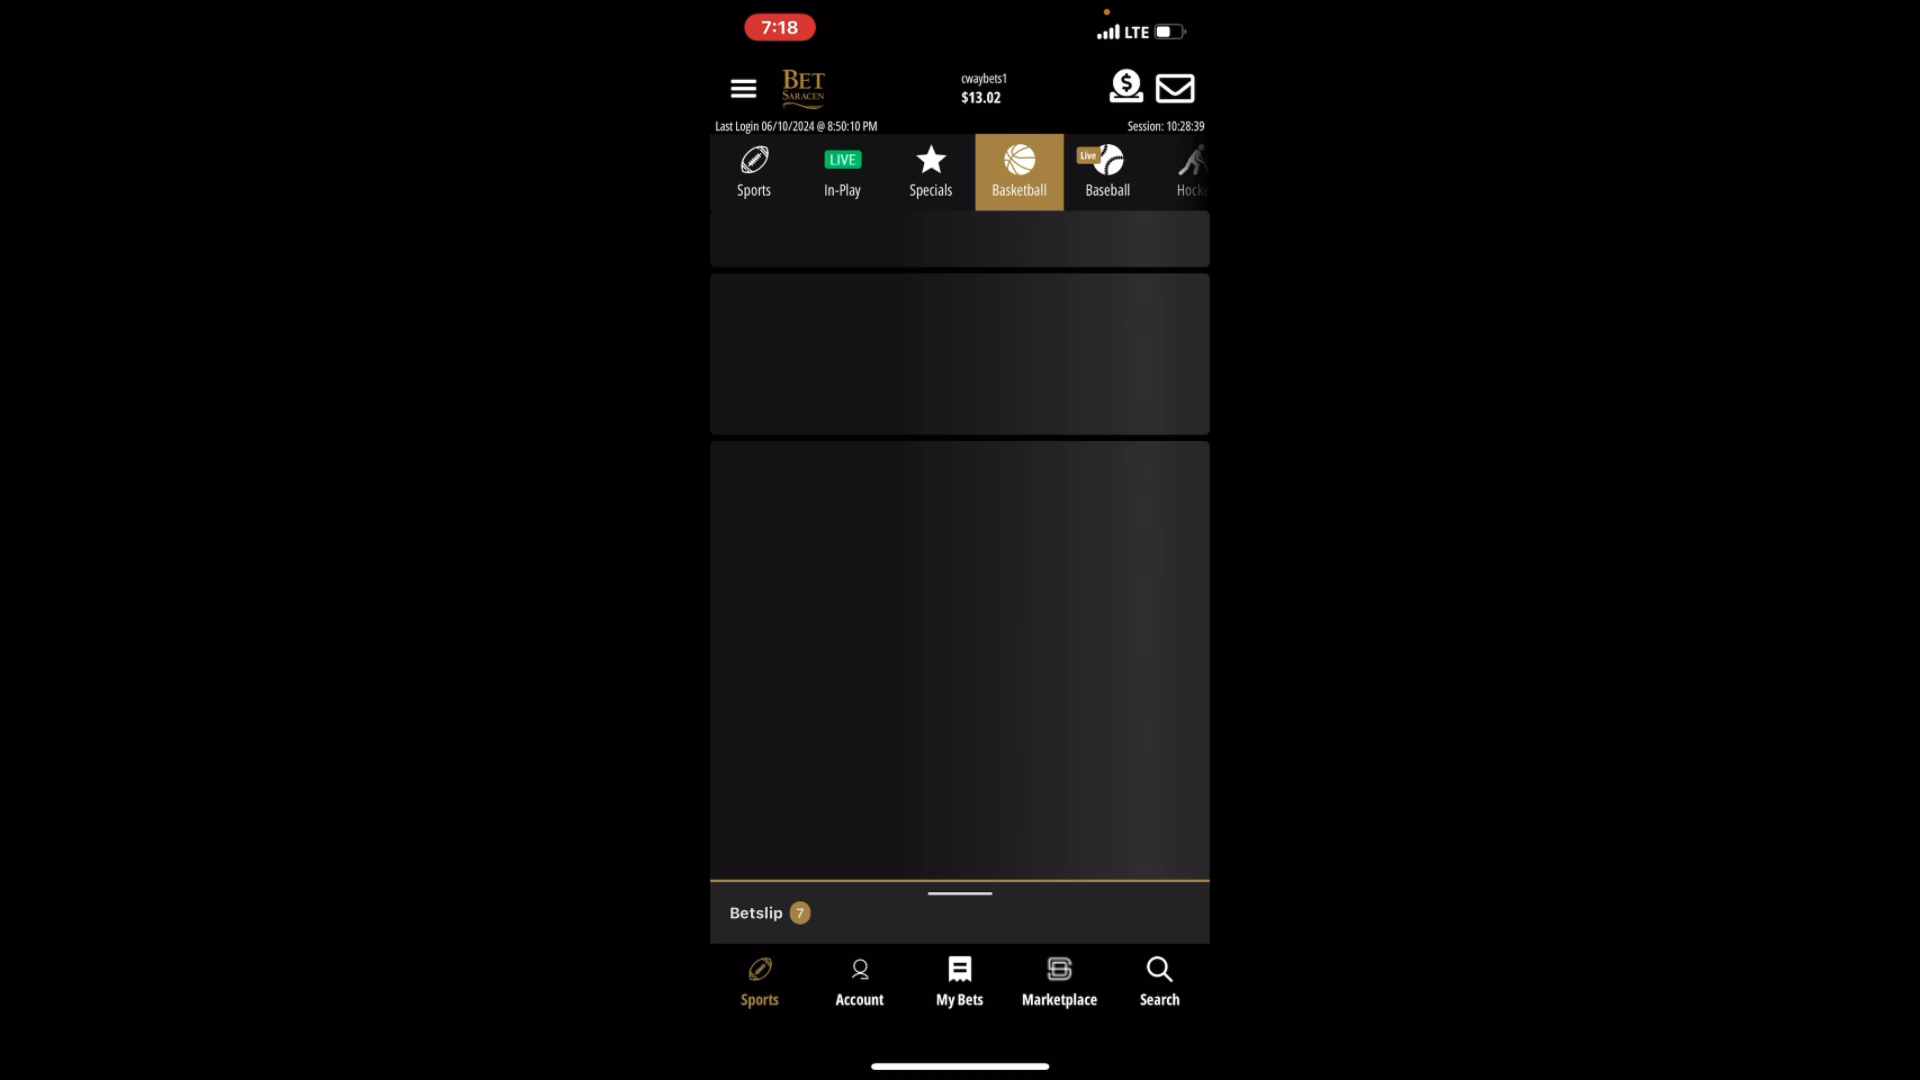 7:18
LTE
BET
SARACEN
cwaybets1
$13.02
Last Login 06/10/2024 @ 8:50:10 PM
Session: 10:28:39
LIVE
Live
Sports
In-Play
Specials
Basketball
Baseball
Hocke
Betslip 7
Sports
Account
My Bets
Marketplace
Search